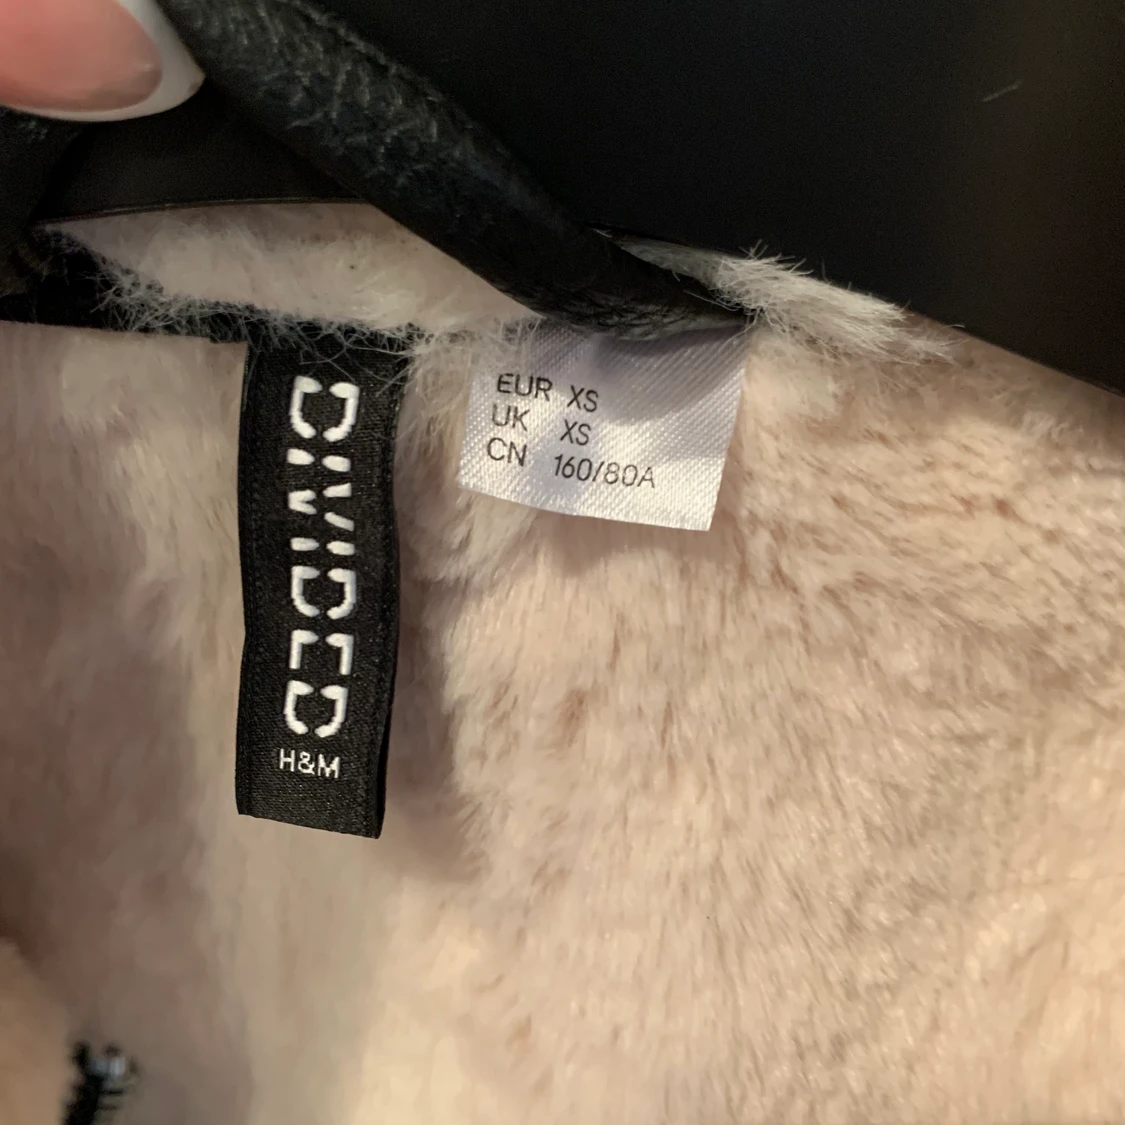 DIVIDED
H&M
EUR XS
UK XS
CN 160/80A